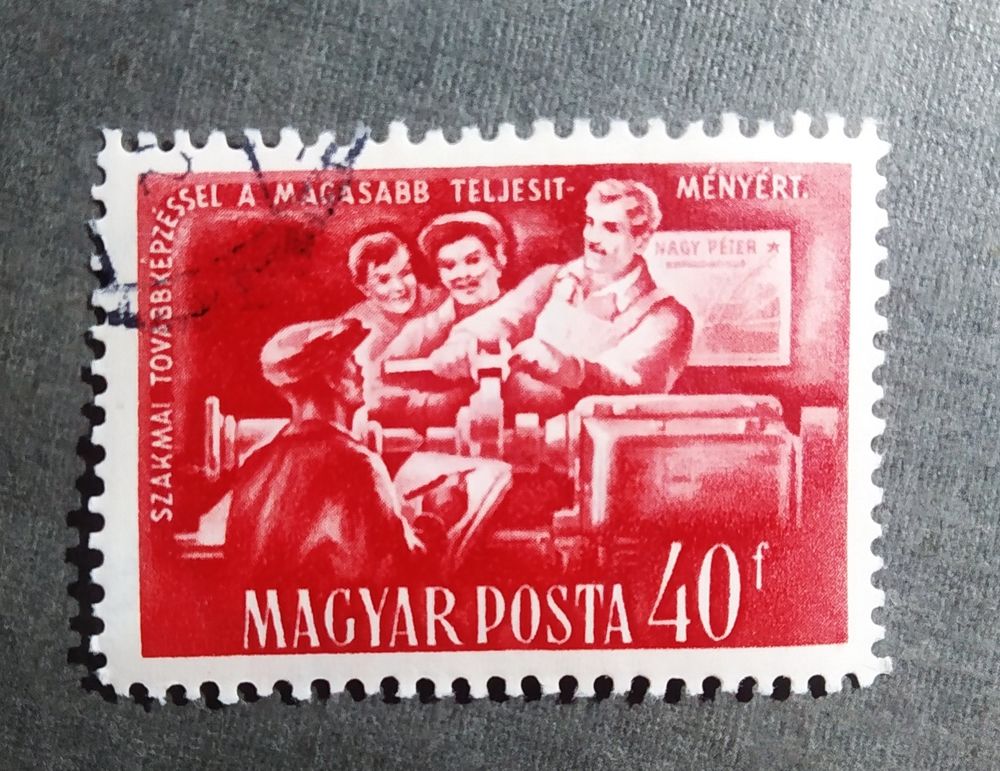 SZAKMAI TOVÁBBKÉPZÉSSEL A MAGASABB TELJESIT-MÉNYÉRT.
NAGY PÉTER ★
MAGYAR POSTA 40f